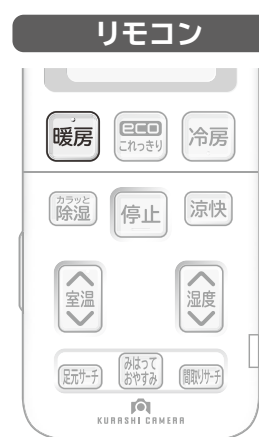 リモコン
暖房
eco
これっきり
冷房
カラッと
除湿
停止
涼快
室温
湿度
足元サーチ
みはって
おやすみ
間取りサーチ
KURASHI CAMERA